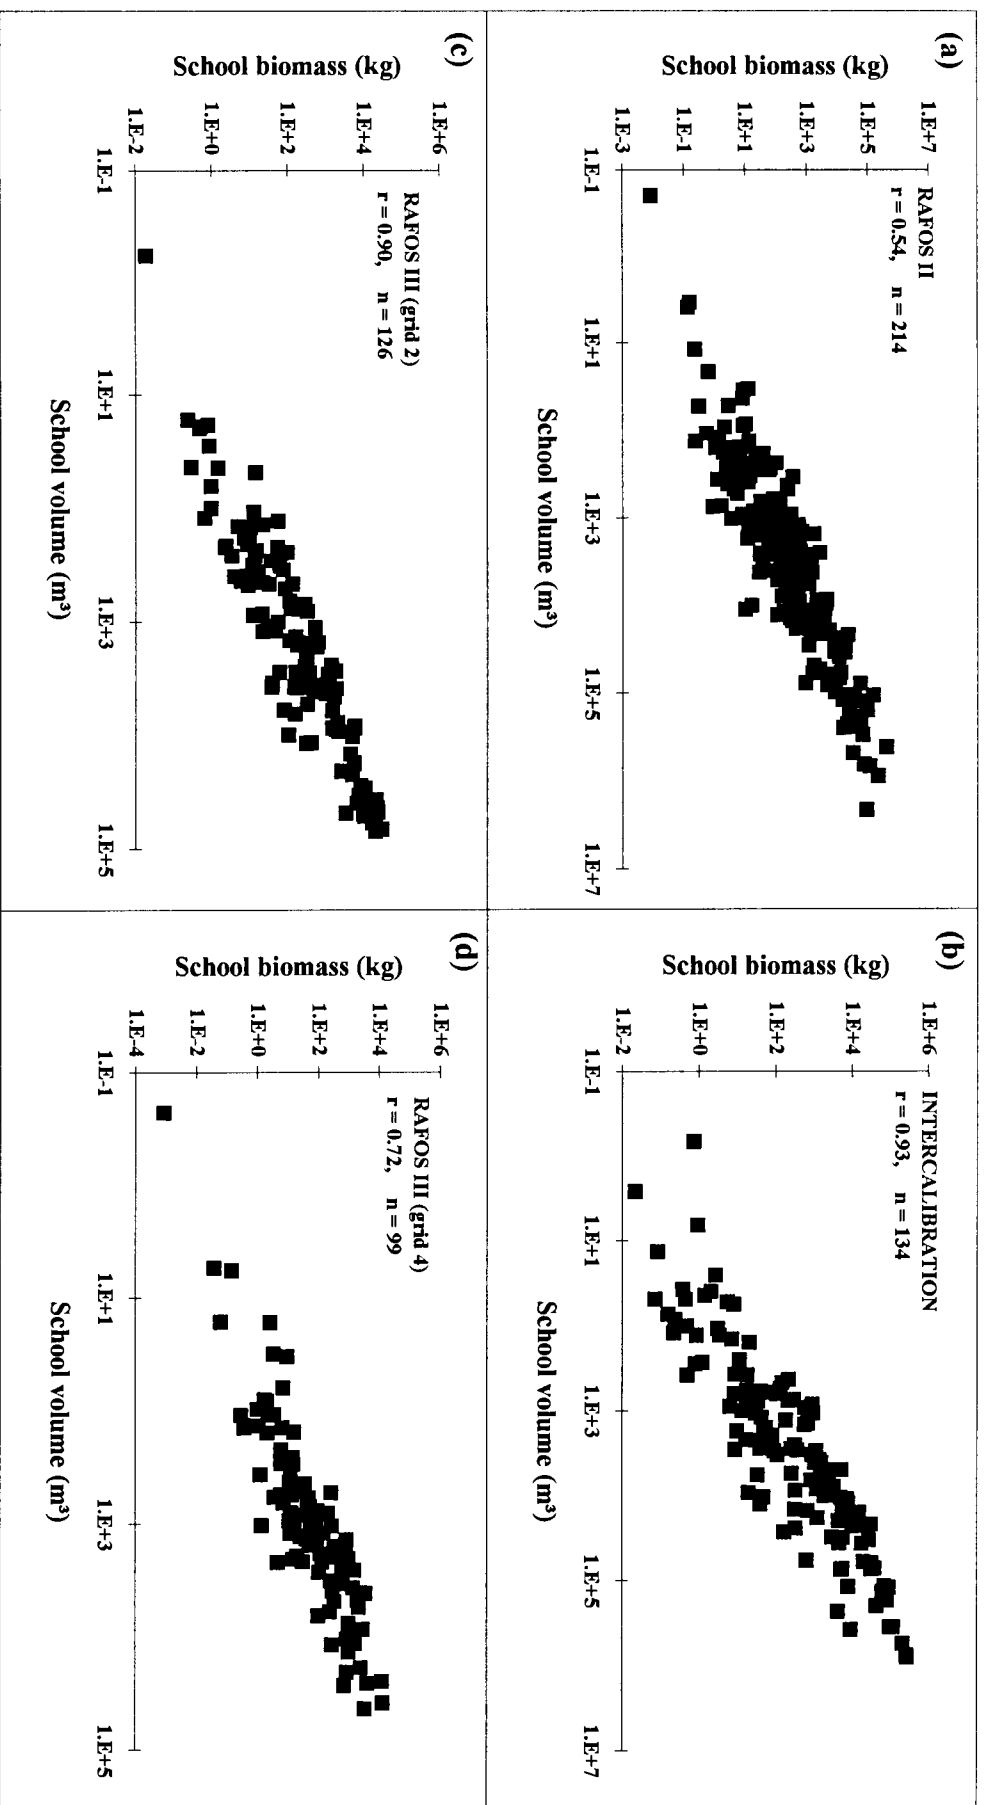 (a)
School biomass (kg)
1.E+7
1.E+5
1.E+3
1.E+1
1.E-1
1.E-3
RAFOS II
r = 0.54, n = 214
1.E-1
1.E+1
1.E+3
1.E+5
1.E+7
School volume (m³)
(b)
School biomass (kg)
1.E+6
1.E+4
1.E+2
1.E+0
1.E-2
INTERCALIBRATION
r = 0.93, n = 134
1.E-1
1.E+1
1.E+3
1.E+5
1.E+7
School volume (m³)
(c)
School biomass (kg)
1.E+6
1.E+4
1.E+2
1.E+0
1.E-2
RAFOS III (grid 2)
r = 0.90, n = 126
1.E-1
1.E+1
1.E+3
1.E+5
School volume (m³)
(d)
School biomass (kg)
1.E+6
1.E+4
1.E+2
1.E+0
1.E-2
1.E-4
RAFOS III (grid 4)
r = 0.72, n = 99
1.E-1
1.E+1
1.E+3
1.E+5
School volume (m³)